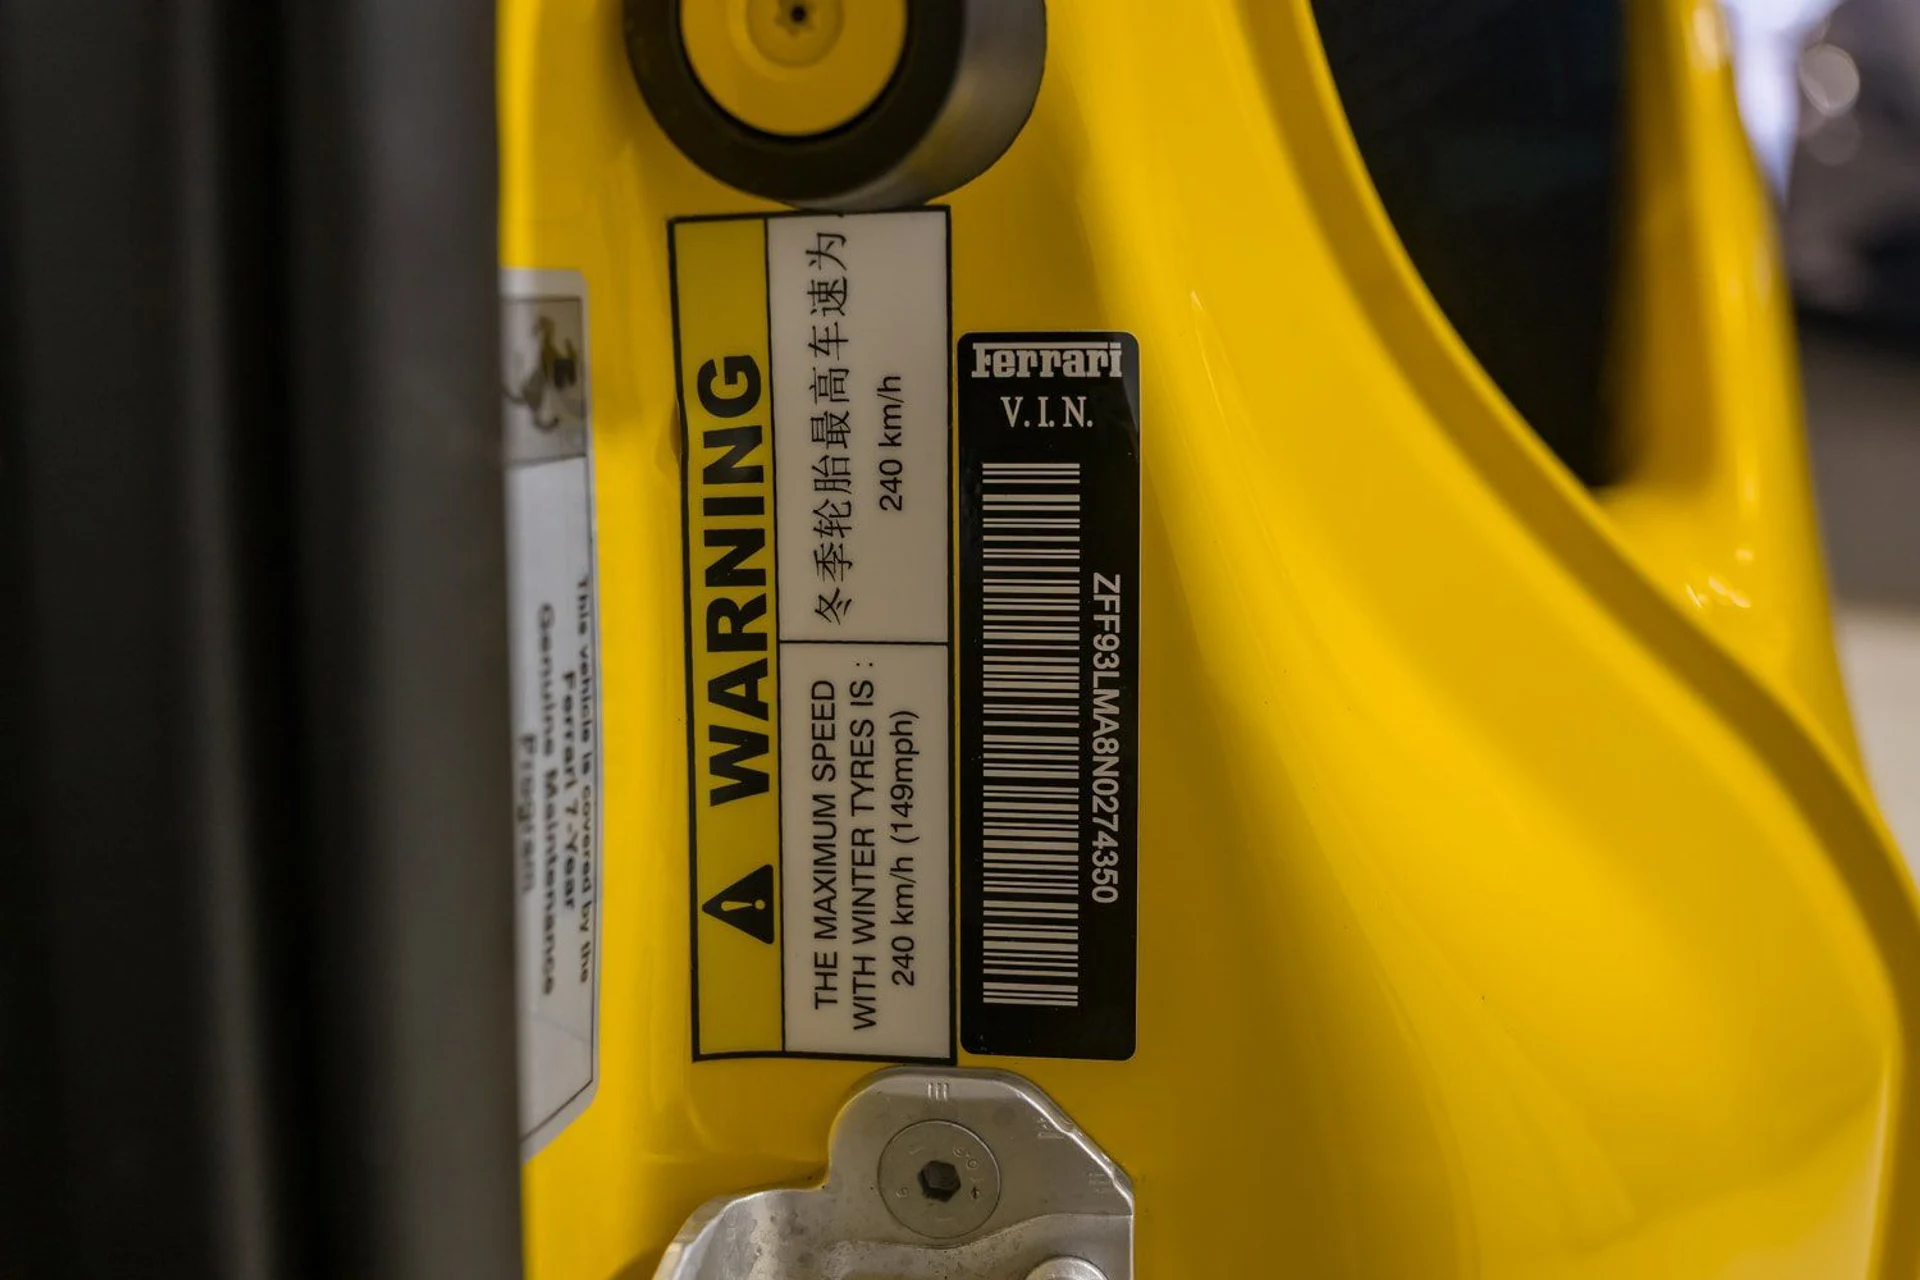 This vehicle is covered by the
Ferrari 7-Year
Genuine Maintenance
Program
WARNING
冬季轮胎最高车速为
240 km/h
THE MAXIMUM SPEED
WITH WINTER TYRES IS :
240 km/h (149mph)
Ferrari
V.I.N.
ZFF93LMA8N0274350